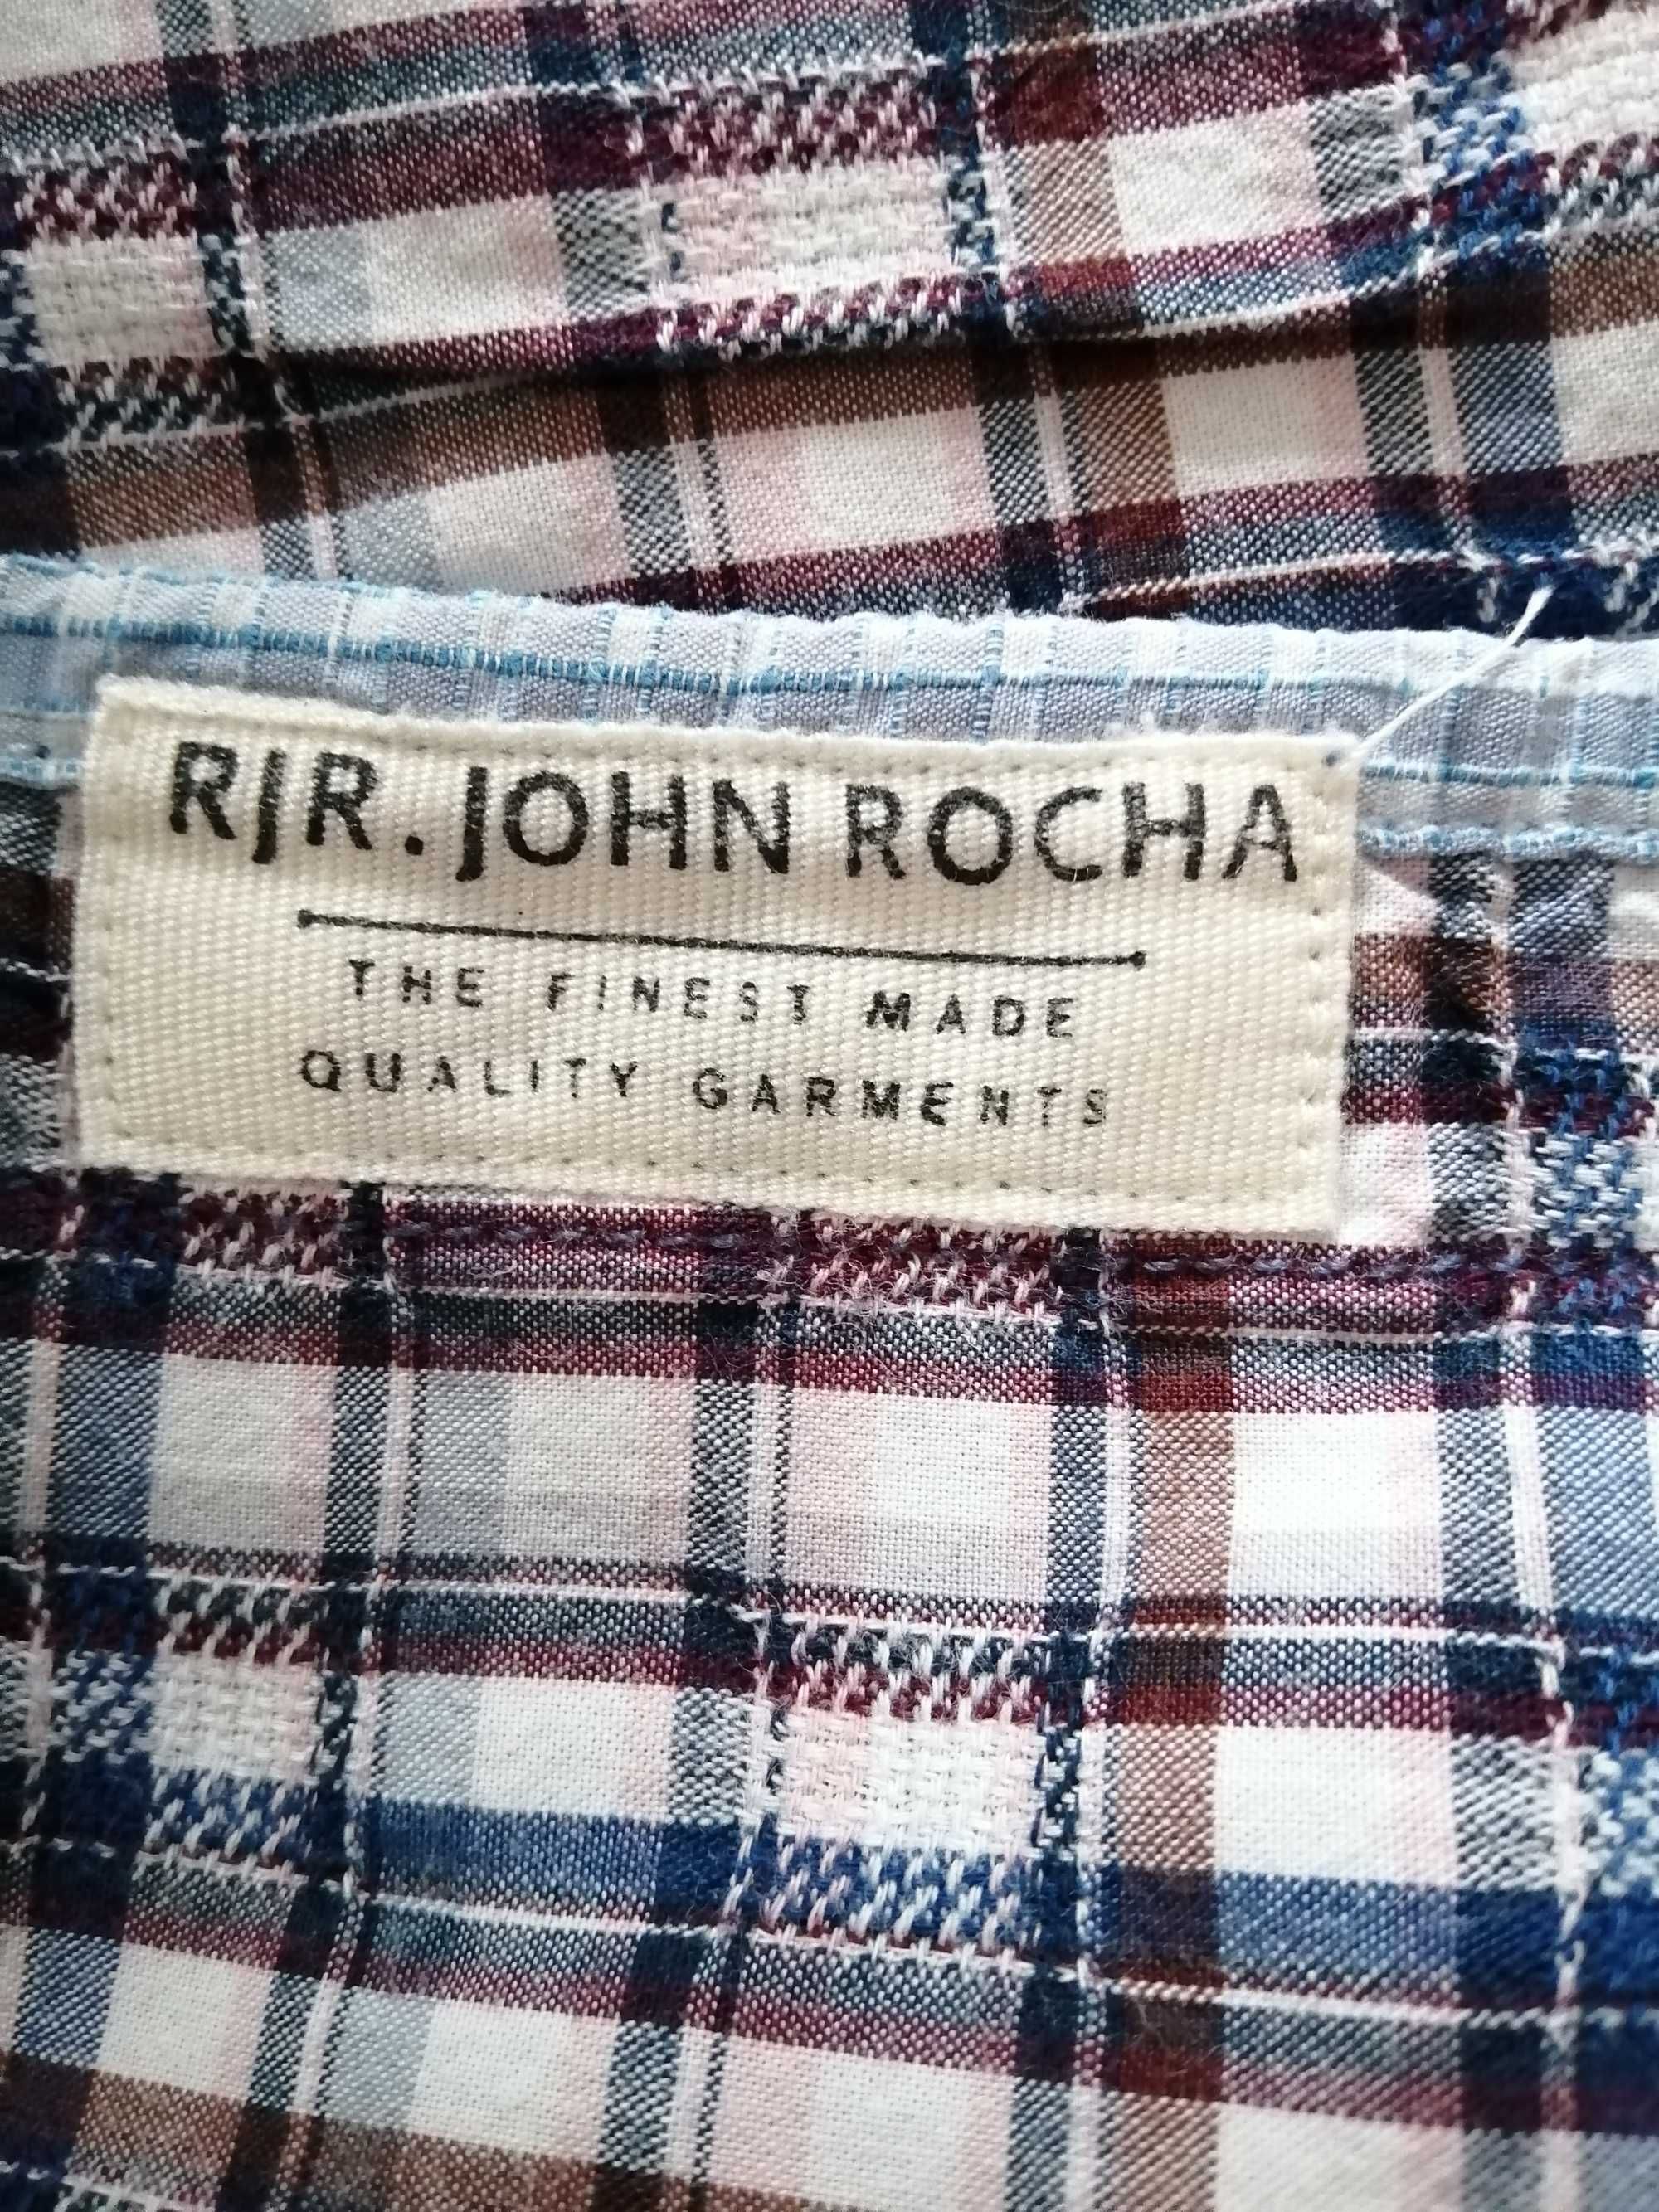 RJR.JOHN ROCHA
THE FINEST MADE
QUALITY GARMENTS